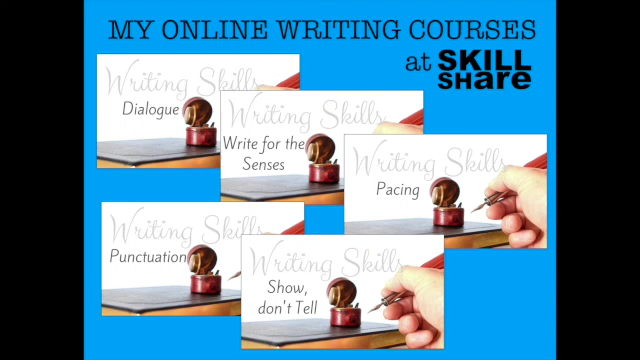 MY ONLINE WRITING COURSES
at SKILL
SHare
Writing Skills
Dialogue
Writing Skills
Write for the
Senses
Writing Skills
Pacing
Writing Skills
Punctuation
Writing Skills
Show,
don't Tell